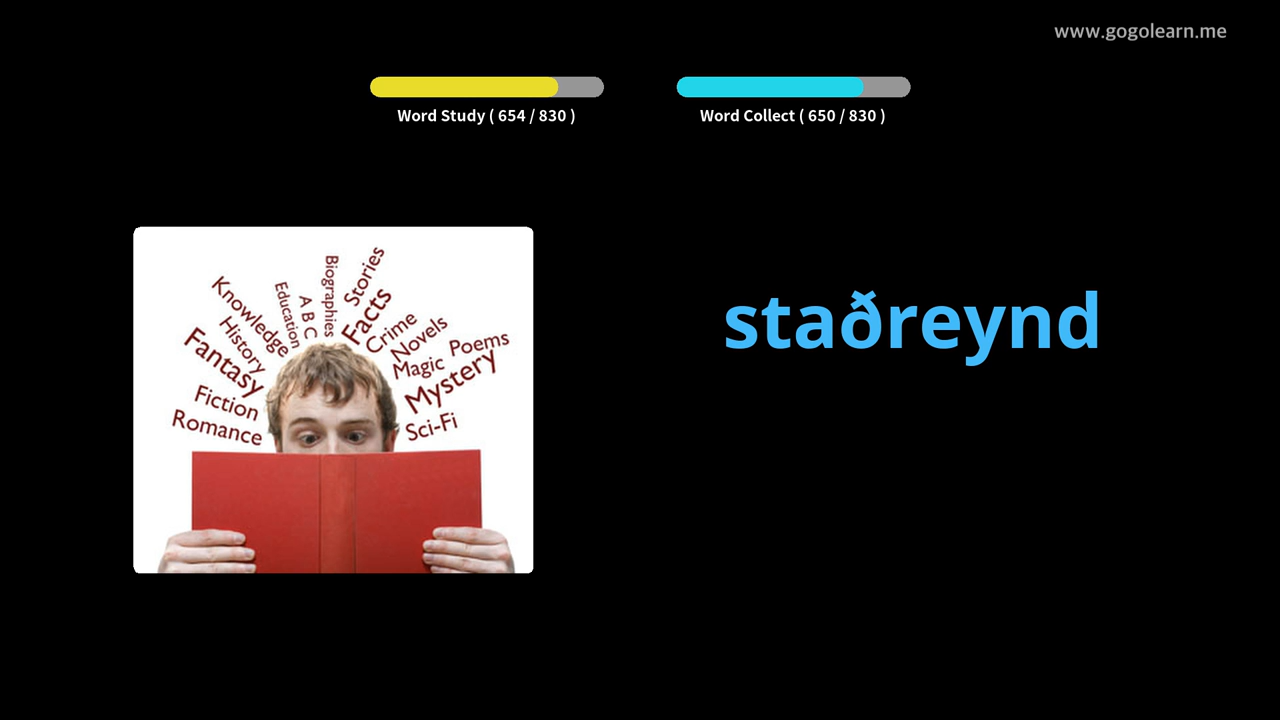 www.gogolearn.me
Word Study ( 654 / 830 )
Word Collect ( 650 / 830 )
Knowledge
History
Fantasy
Fiction
Romance
Education
A B C
Biographies
Stories
Facts
Crime
Novels
Magic
Poems
Mystery
Sci-Fi
staðreynd